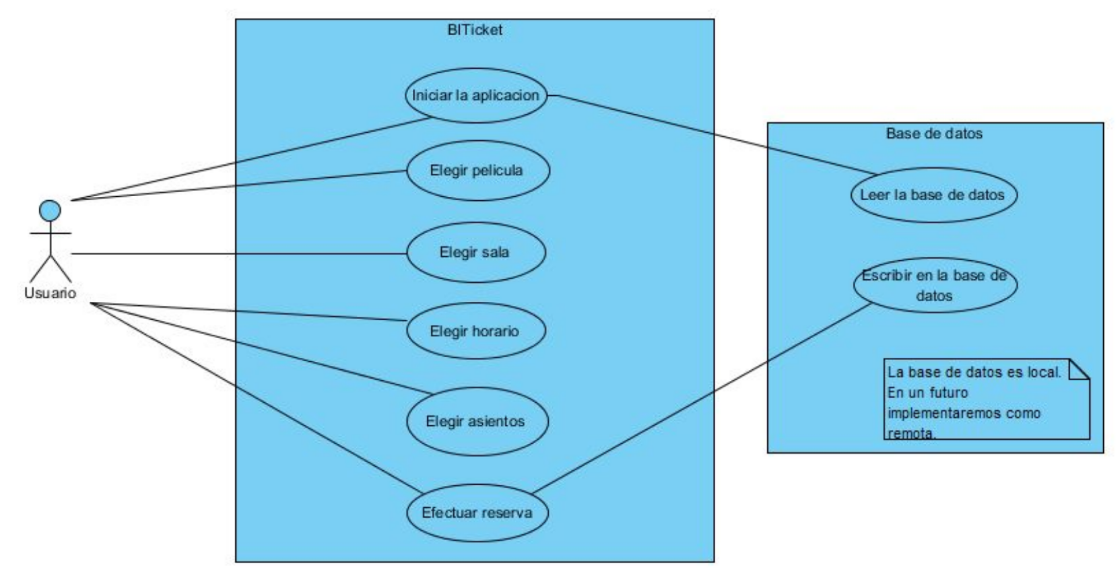 BITicket
Iniciar la aplicacion
Elegir pelicula
Elegir sala
Elegir horario
Elegir asientos
Efectuar reserva
Usuario
Base de datos
Leer la base de datos
Escribir en la base de
datos
La base de datos es local.
En un futuro
implementaremos como
remota.